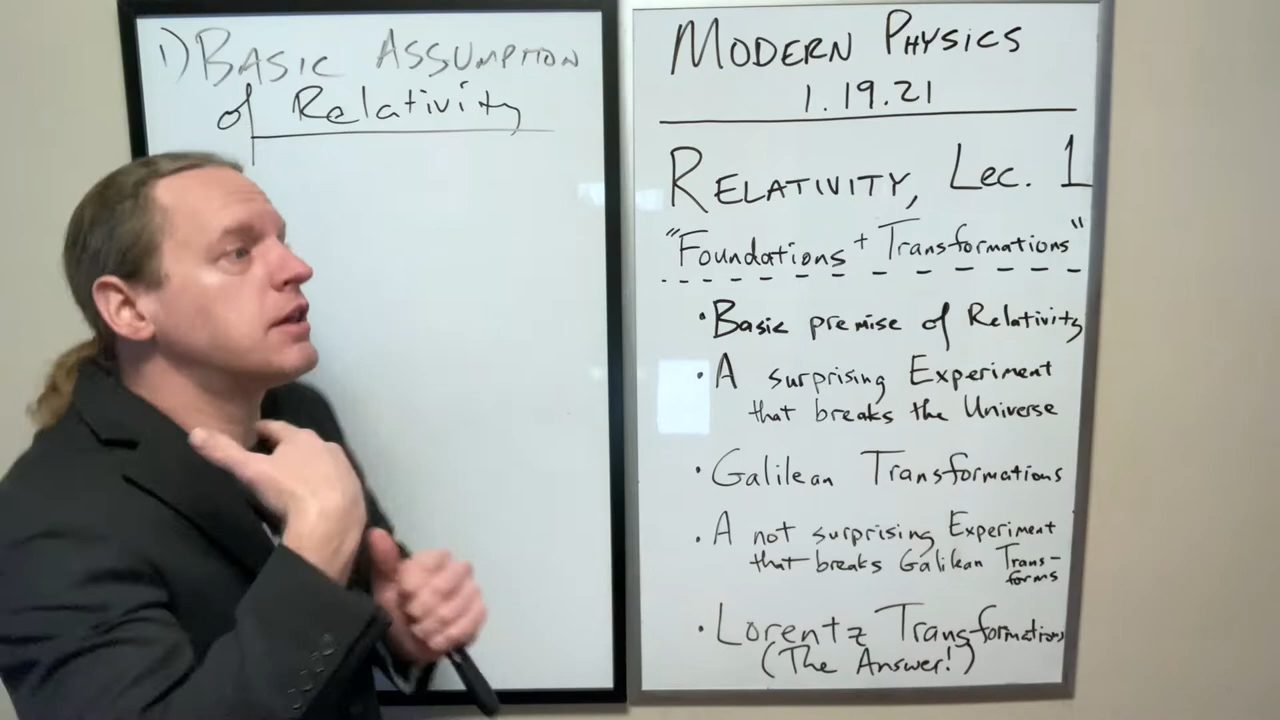 1) BASIC ASSUMPTION
of Relativity
MODERN PHYSICS
1.19.21
RELATIVITY, Lec. 1
"Foundations + Transformations"
• Basic premise of Relativity
• A surprising Experiment
that breaks the Universe
• Galilean Transformations
• A not surprising Experiment
that breaks Galilean Trans-
forms
• Lorentz Transformations
(The Answer!)